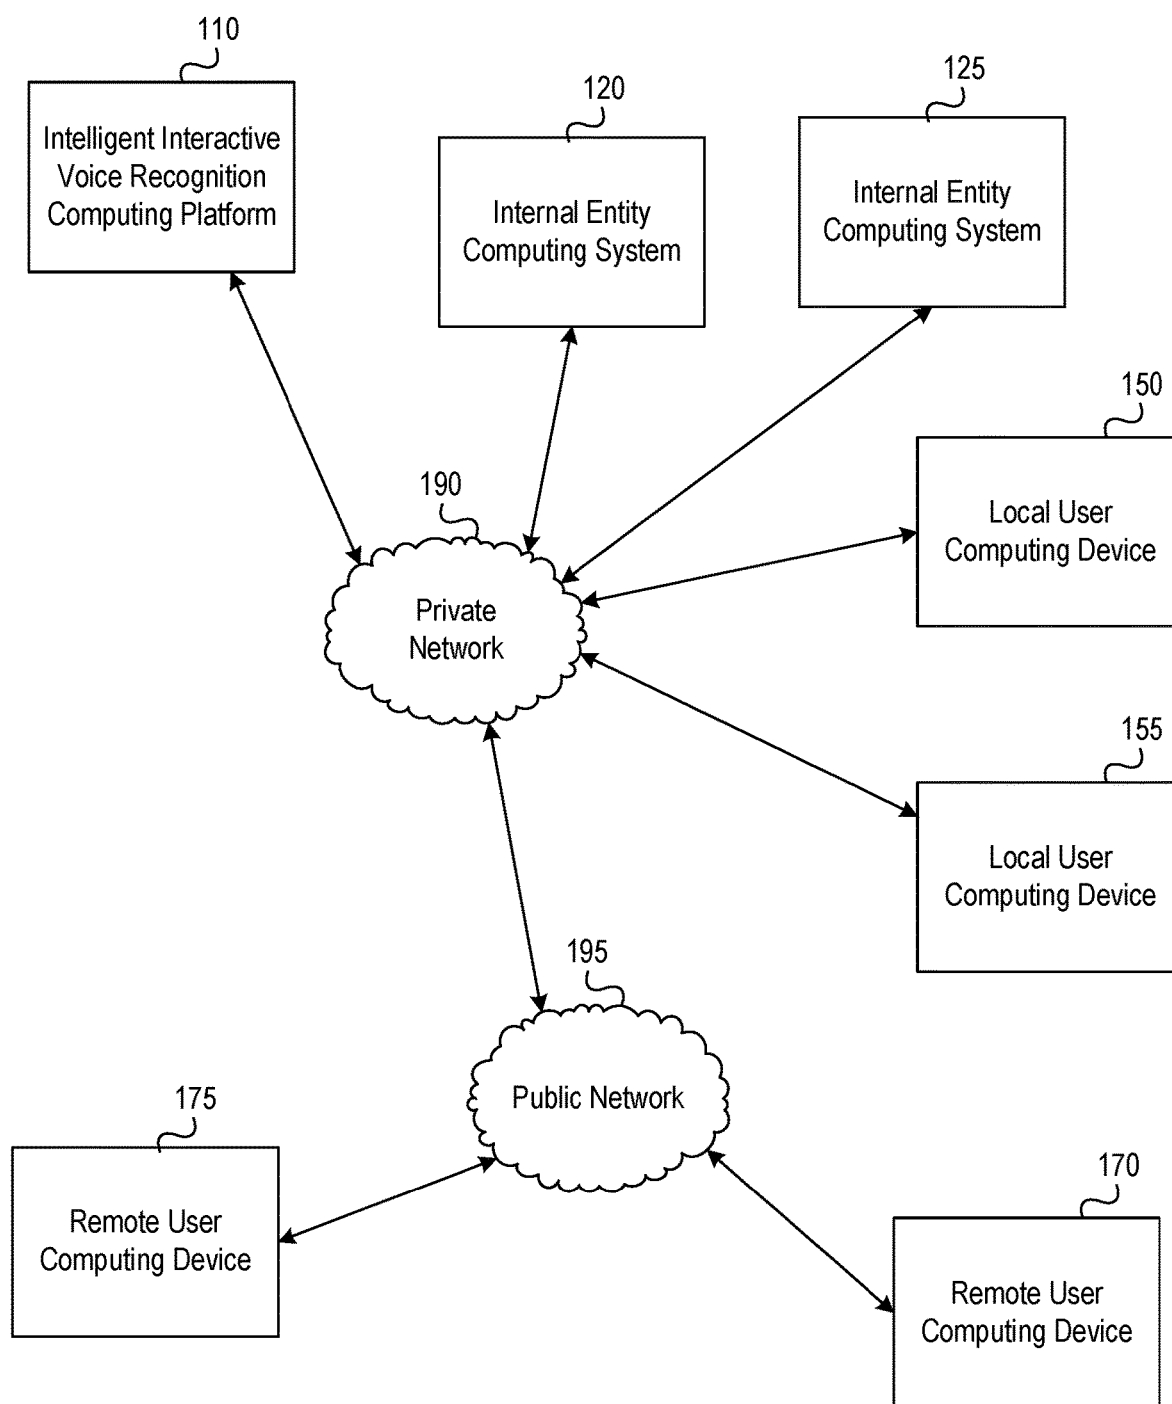 110
Intelligent Interactive
Voice Recognition
Computing Platform
120
Internal Entity
Computing System
125
Internal Entity
Computing System
150
Local User
Computing Device
190
Private
Network
155
Local User
Computing Device
195
Public Network
175
Remote User
Computing Device
170
Remote User
Computing Device